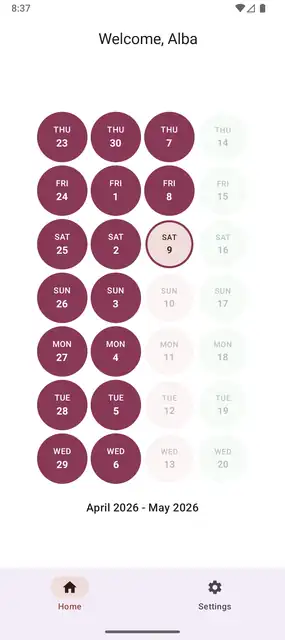 8:37
Welcome, Alba
THU THU THU THU
23 30 7 14
FRI FRI FRI FRI
24 1 8 15
SAT SAT SAT SAT
25 2 9 16
SUN SUN SUN SUN
26 3 10 17
MON MON MON MON
27 4 11 18
TUE TUE TUE TUE
28 5 12 19
WED WED WED WED
29 6 13 20
April 2026 - May 2026
Home Settings